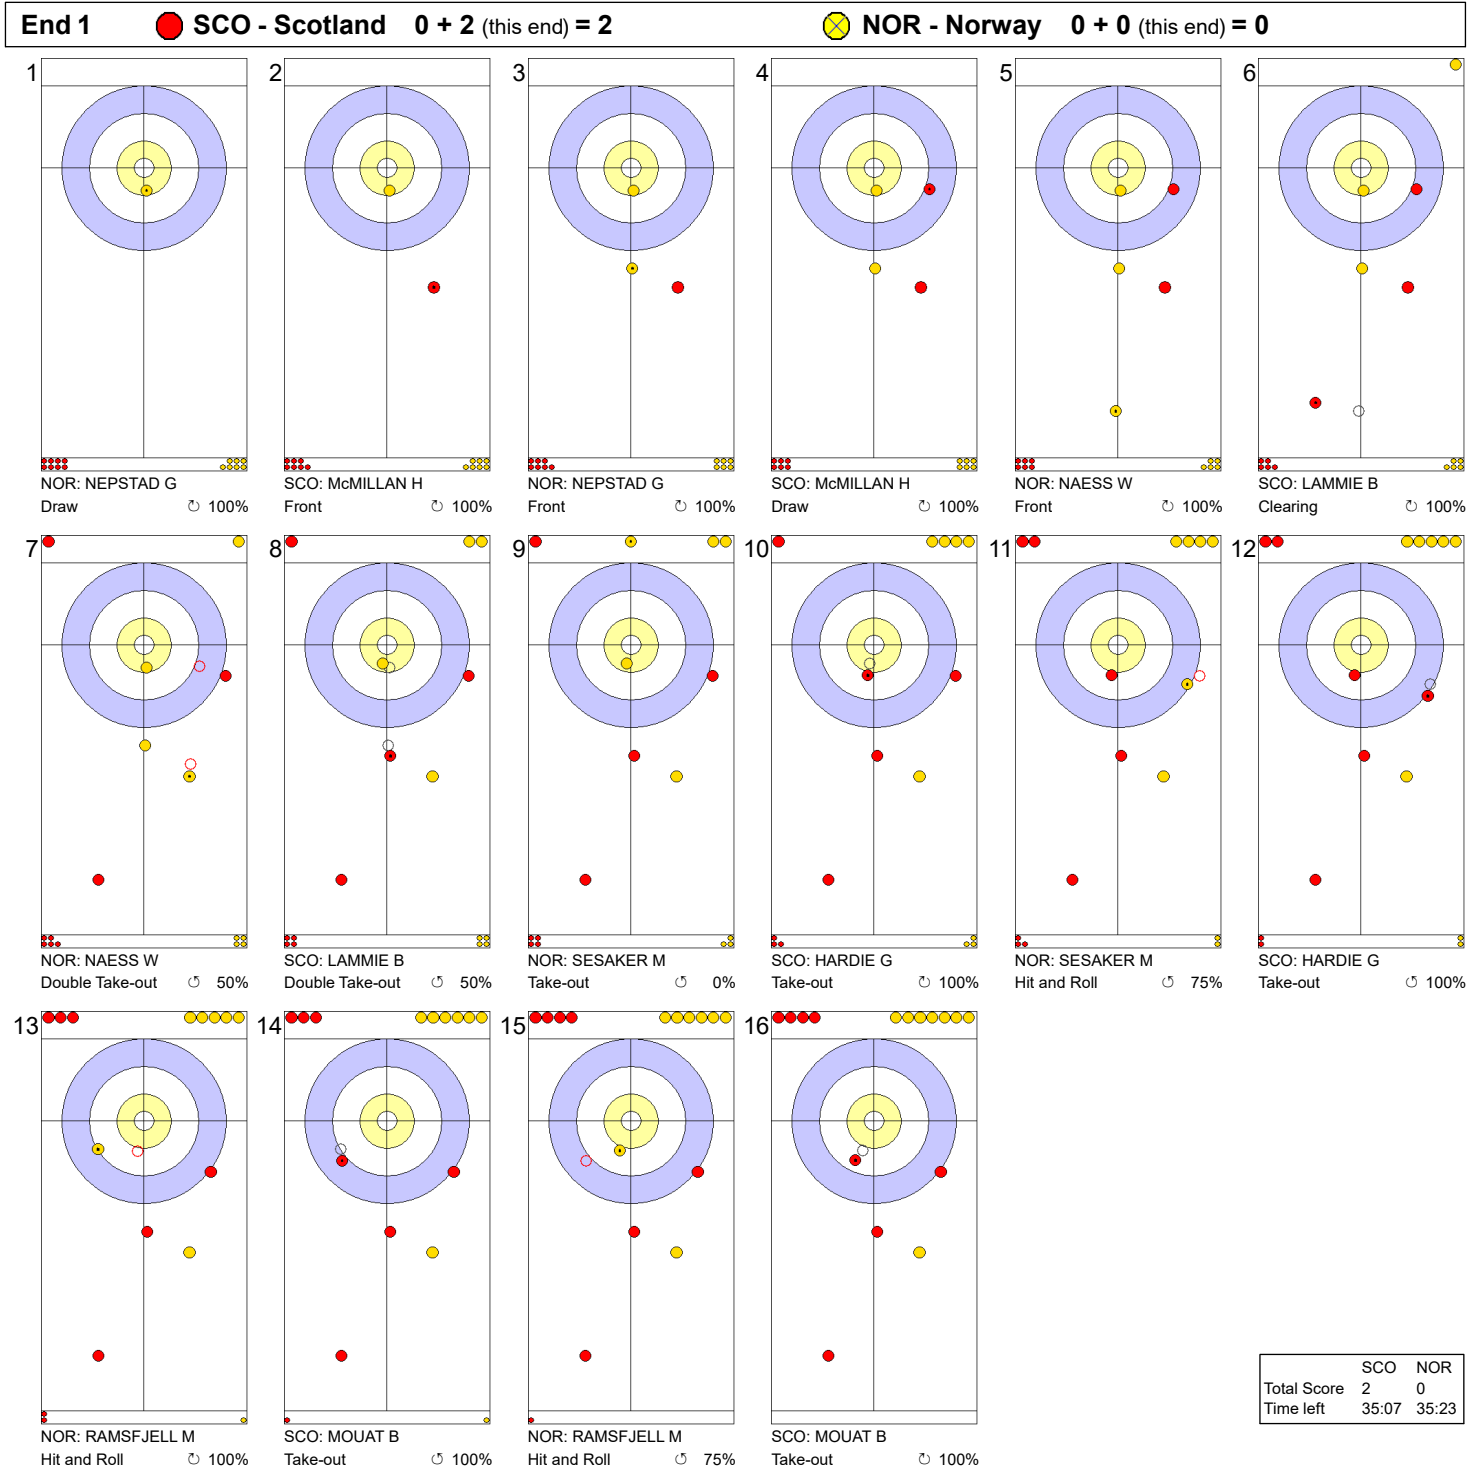 End 1 SCO - Scotland 0 + 2 (this end) = 2 NOR - Norway 0 + 0 (this end) = 0
1 2 3 4 5 6
NOR: NEPSTAD G SCO: McMILLAN H NOR: NEPSTAD G SCO: McMILLAN H NOR: NAESS W SCO: LAMMIE B
Draw ↻ 100% Front ↻ 100% Front ↻ 100% Draw ↻ 100% Front ↻ 100% Clearing ↻ 100%
7 8 9 10 11 12
NOR: NAESS W SCO: LAMMIE B NOR: SESAKER M SCO: HARDIE G NOR: SESAKER M SCO: HARDIE G
Double Take-out ↺ 50% Double Take-out ↺ 50% Take-out ↺ 0% Take-out ↻ 100% Hit and Roll ↺ 75% Take-out ↺ 100%
13 14 15 16
NOR: RAMSFJELL M SCO: MOUAT B NOR: RAMSFJELL M SCO: MOUAT B
Hit and Roll ↻ 100% Take-out ↻ 100% Hit and Roll ↺ 75% Take-out ↻ 100%
SCO NOR
Total Score 2 0
Time left 35:07 35:23